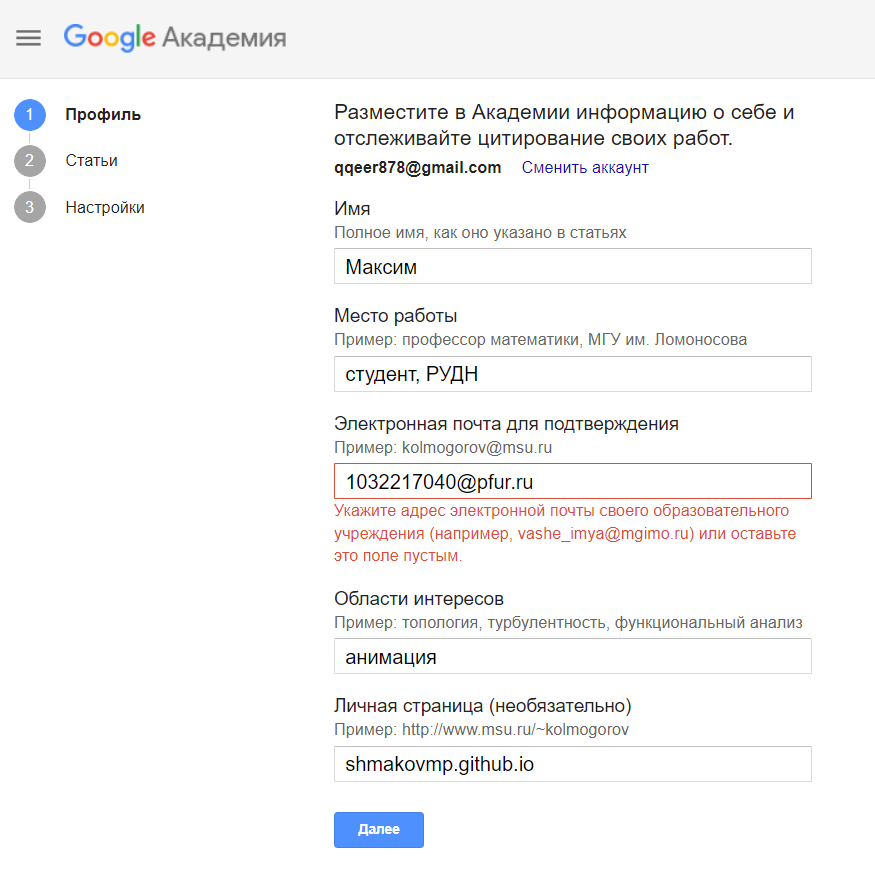 Google Академия
1 Профиль
2 Статьи
3 Настройки
Разместите в Академии информацию о себе и
отслеживайте цитирование своих работ.
qqeer878@gmail.com Сменить аккаунт
Имя
Полное имя, как оно указано в статьях
Максим
Место работы
Пример: профессор математики, МГУ им. Ломоносова
студент, РУДН
Электронная почта для подтверждения
Пример: kolmogorov@msu.ru
1032217040@pfur.ru
Укажите адрес электронной почты своего образовательного
учреждения (например, vashe_imya@mgimo.ru) или оставьте
это поле пустым.
Области интересов
Пример: топология, турбулентность, функциональный анализ
анимация
Личная страница (необязательно)
Пример: http://www.msu.ru/~kolmogorov
shmakovmp.github.io
Далее